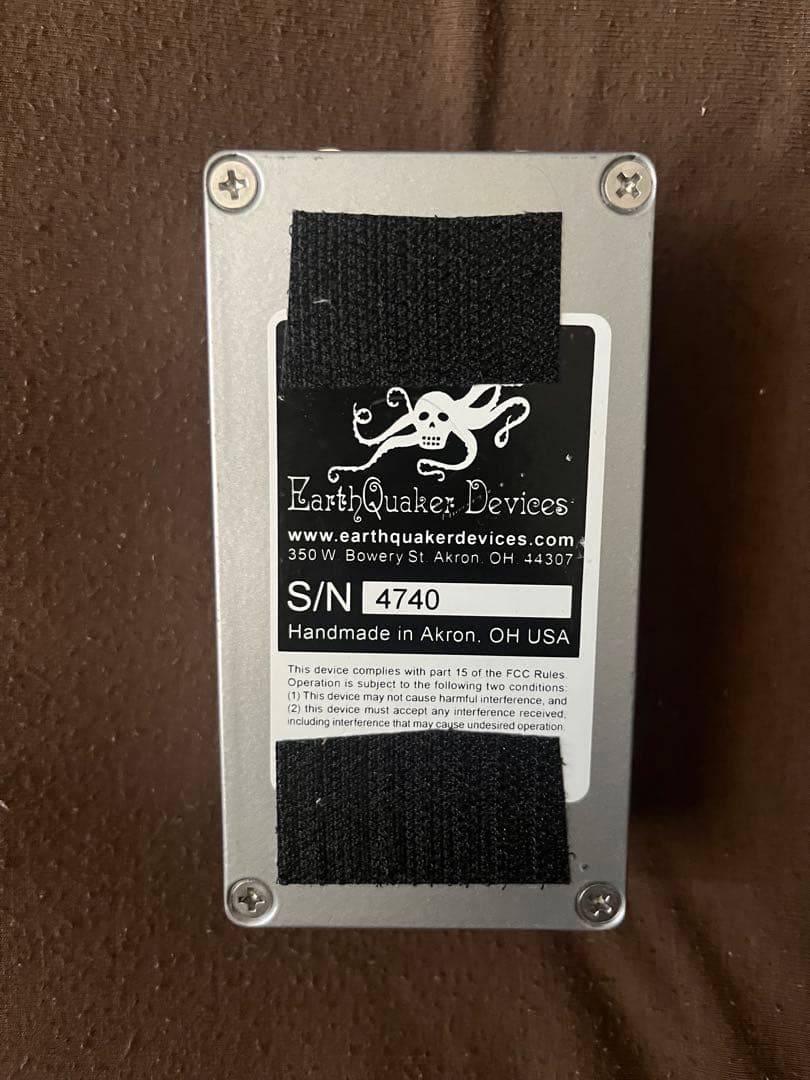 EarthQuaker Devices
www.earthquakerdevices.com
350 W. Bowery St. Akron, OH. 44307
S/N 4740
Handmade in Akron, OH USA
This device complies with part 15 of the FCC Rules.
Operation is subject to the following two conditions:
(1) This device may not cause harmful interference, and
(2) this device must accept any interference received,
including interference that may cause undesired operation.